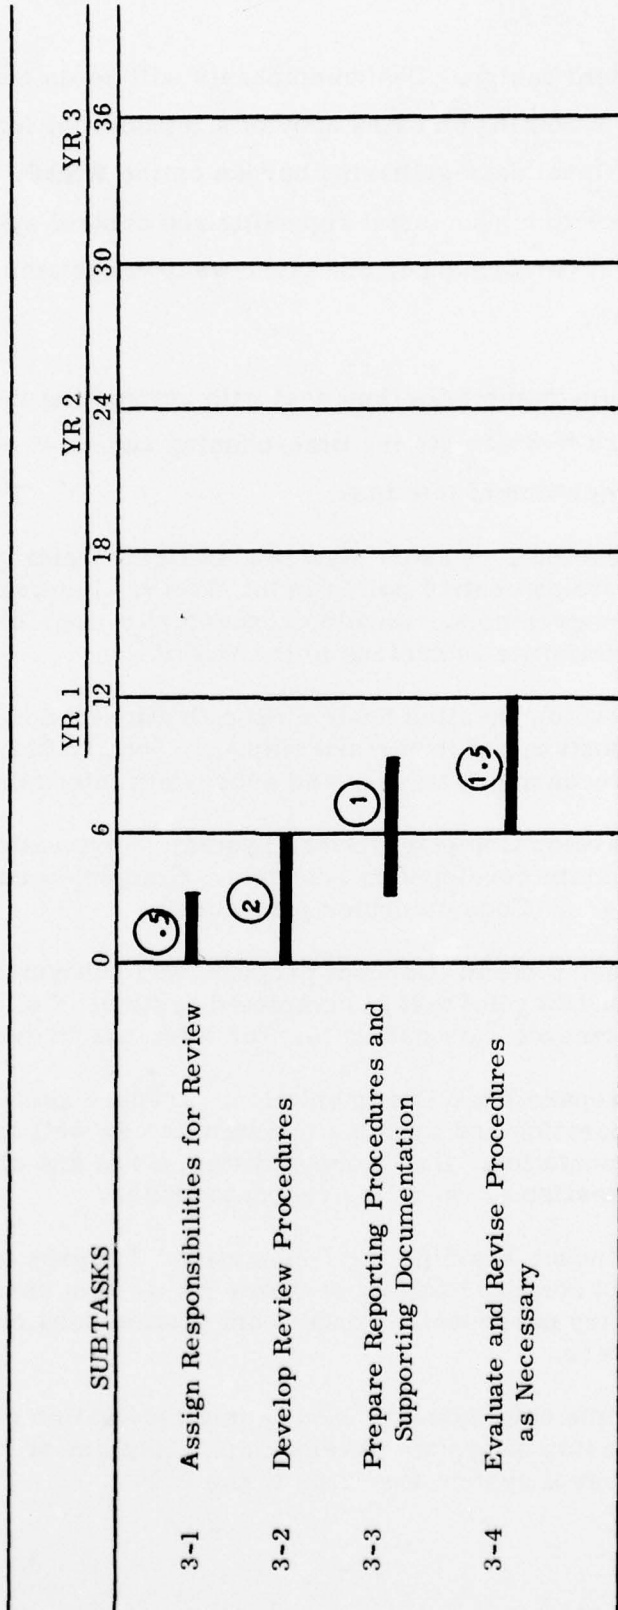 YR 1 YR 2 YR 3
SUBTASKS 0 6 12 18 24 30 36
3-1 Assign Responsibilities for Review .5
3-2 Develop Review Procedures 2
3-3 Prepare Reporting Procedures and 1
Supporting Documentation
3-4 Evaluate and Revise Procedures 1.5
as Necessary